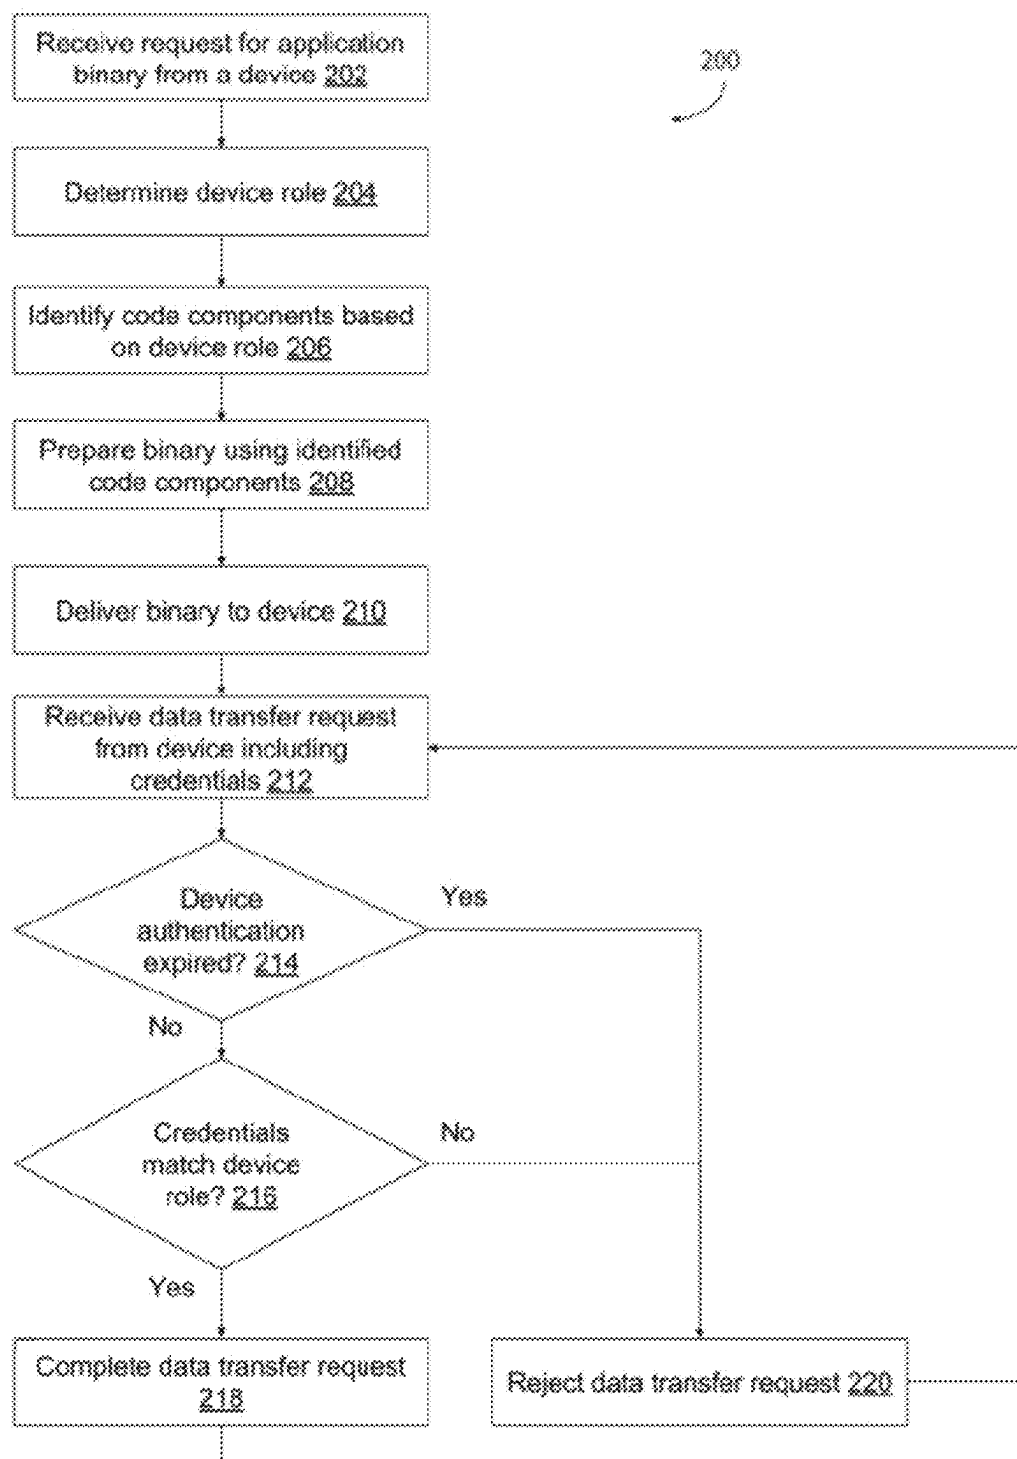 Receive request for application
binary from a device 202
200
Determine device role 204
Identify code components based
on device role 206
Prepare binary using identified
code components 208
Deliver binary to device 210
Receive data transfer request
from device including
credentials 212
Device
authentication
expired? 214
Yes
No
Credentials
match device
role? 216
No
Yes
Complete data transfer request
218
Reject data transfer request 220